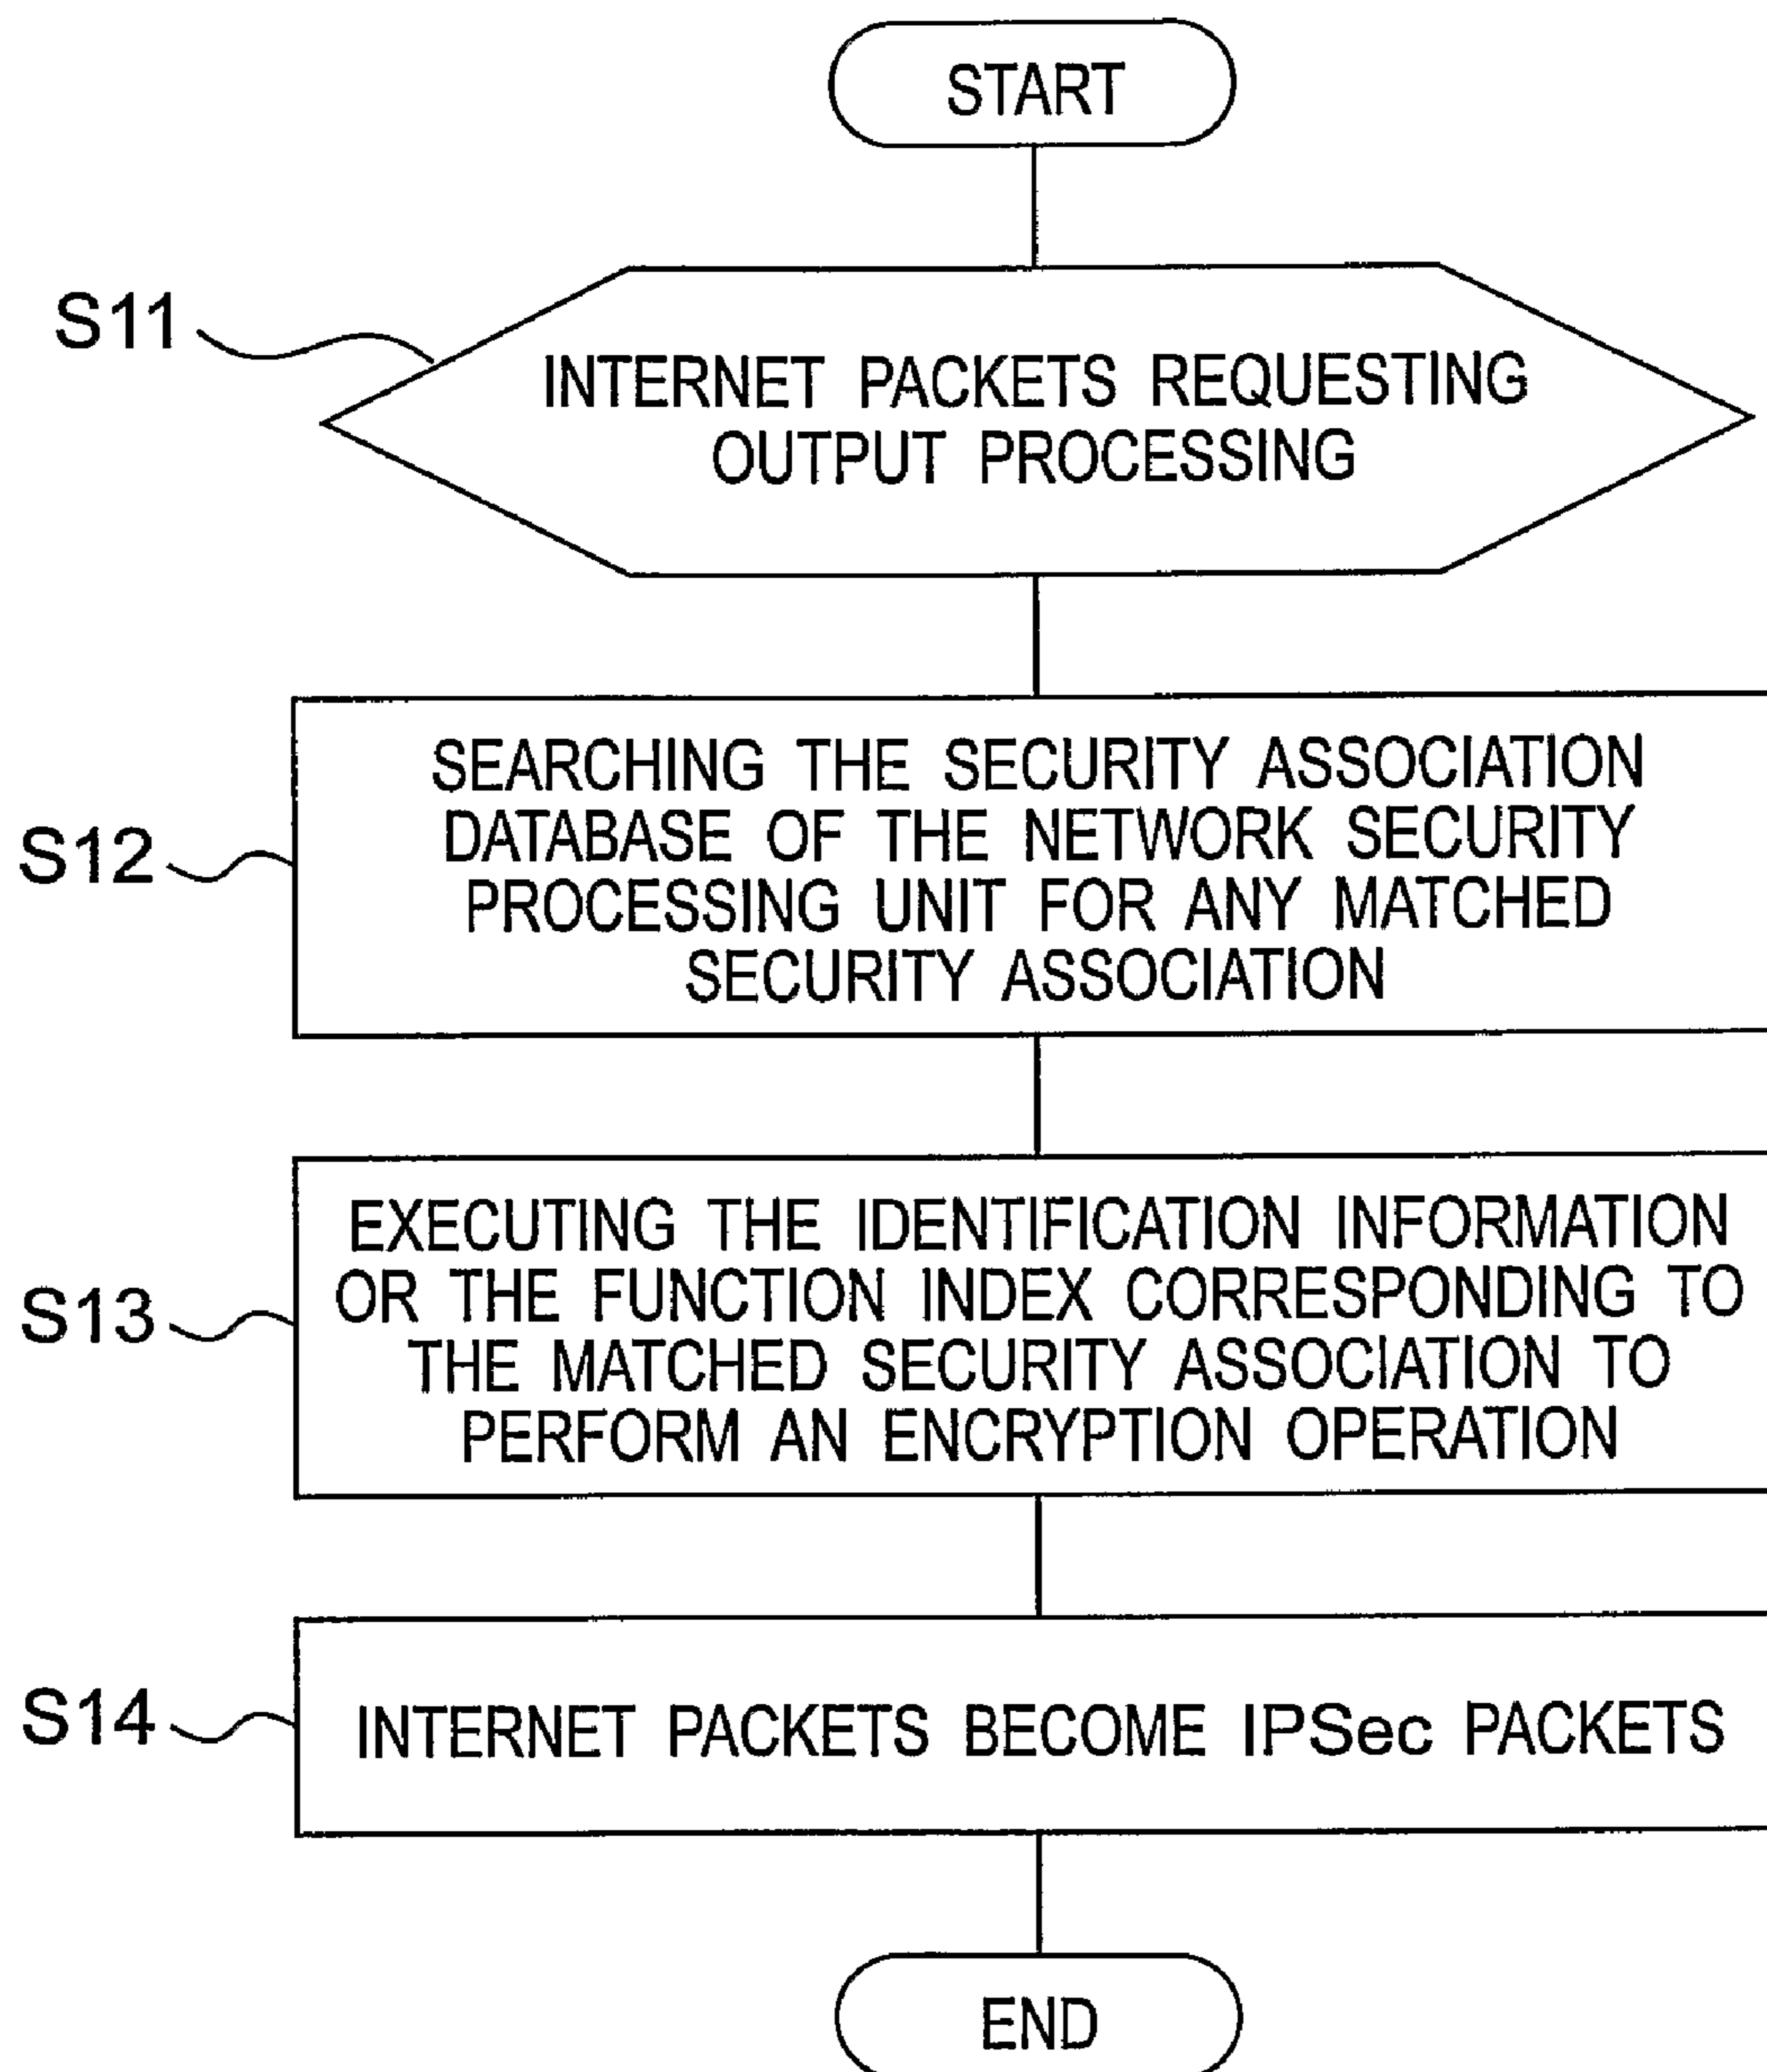 START
S11
INTERNET PACKETS REQUESTING
OUTPUT PROCESSING
S12
SEARCHING THE SECURITY ASSOCIATION
DATABASE OF THE NETWORK SECURITY
PROCESSING UNIT FOR ANY MATCHED
SECURITY ASSOCIATION
S13
EXECUTING THE IDENTIFICATION INFORMATION
OR THE FUNCTION INDEX CORRESPONDING TO
THE MATCHED SECURITY ASSOCIATION TO
PERFORM AN ENCRYPTION OPERATION
S14
INTERNET PACKETS BECOME IPSec PACKETS
END